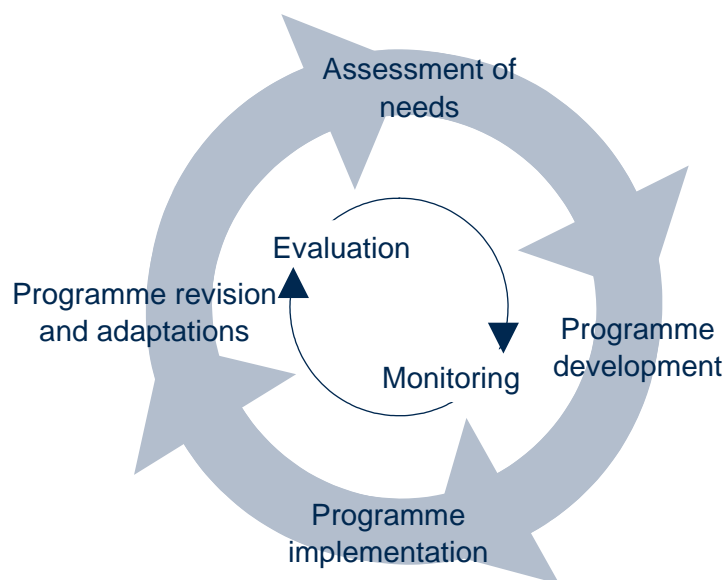 Assessment of
needs
Evaluation
Programme revision
and adaptations
Programme
development
Monitoring
Programme
implementation